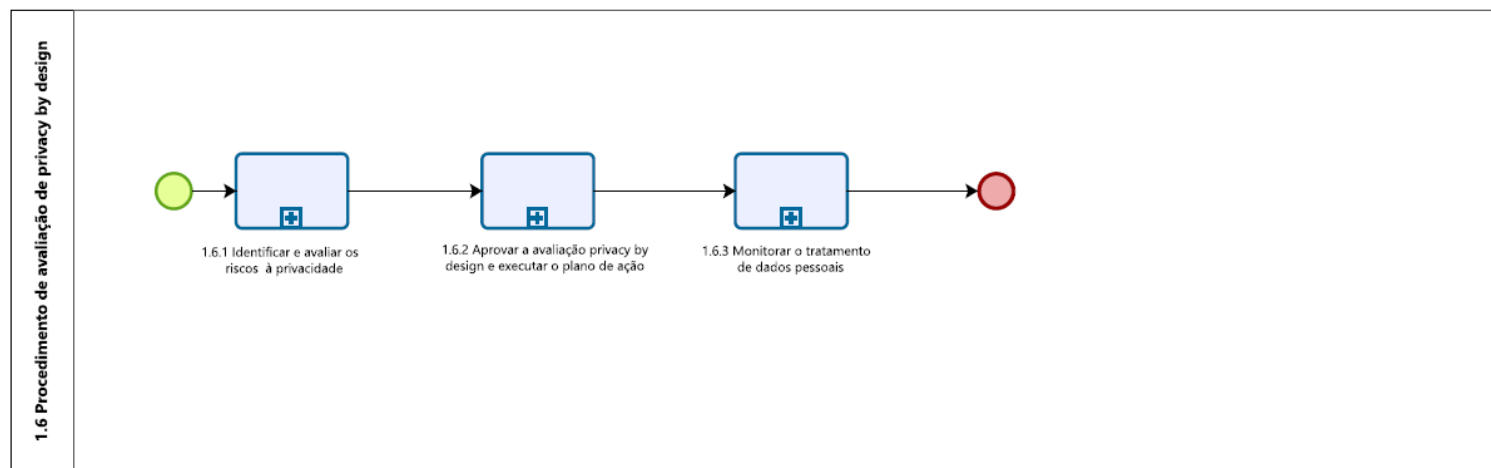 1.6 Procedimento de avaliação de privacy by design
1.6.1 Identificar e avaliar os
riscos à privacidade
1.6.2 Aprovar a avaliação privacy by
design e executar o plano de ação
1.6.3 Monitorar o tratamento
de dados pessoais